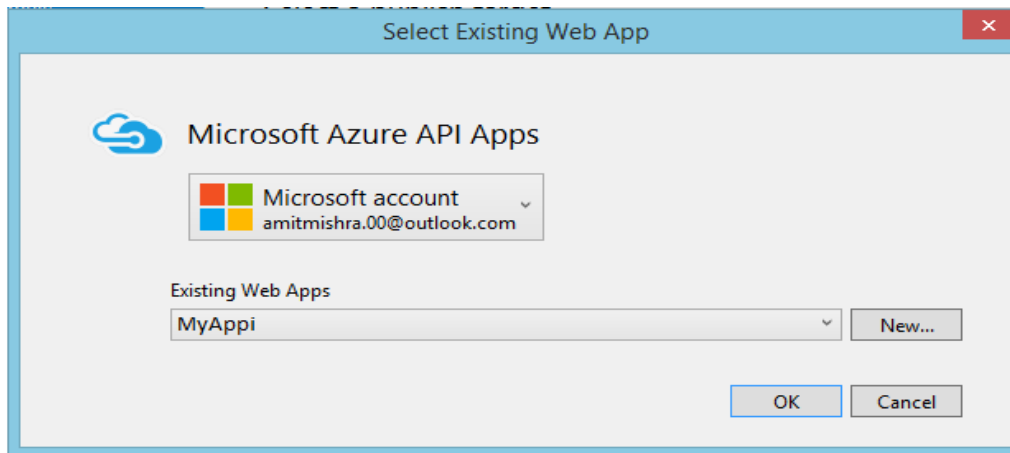 Select Existing Web App
Microsoft Azure API Apps
Microsoft account
amitmishra.00@outlook.com
Existing Web Apps
MyAppi
New...
OK
Cancel